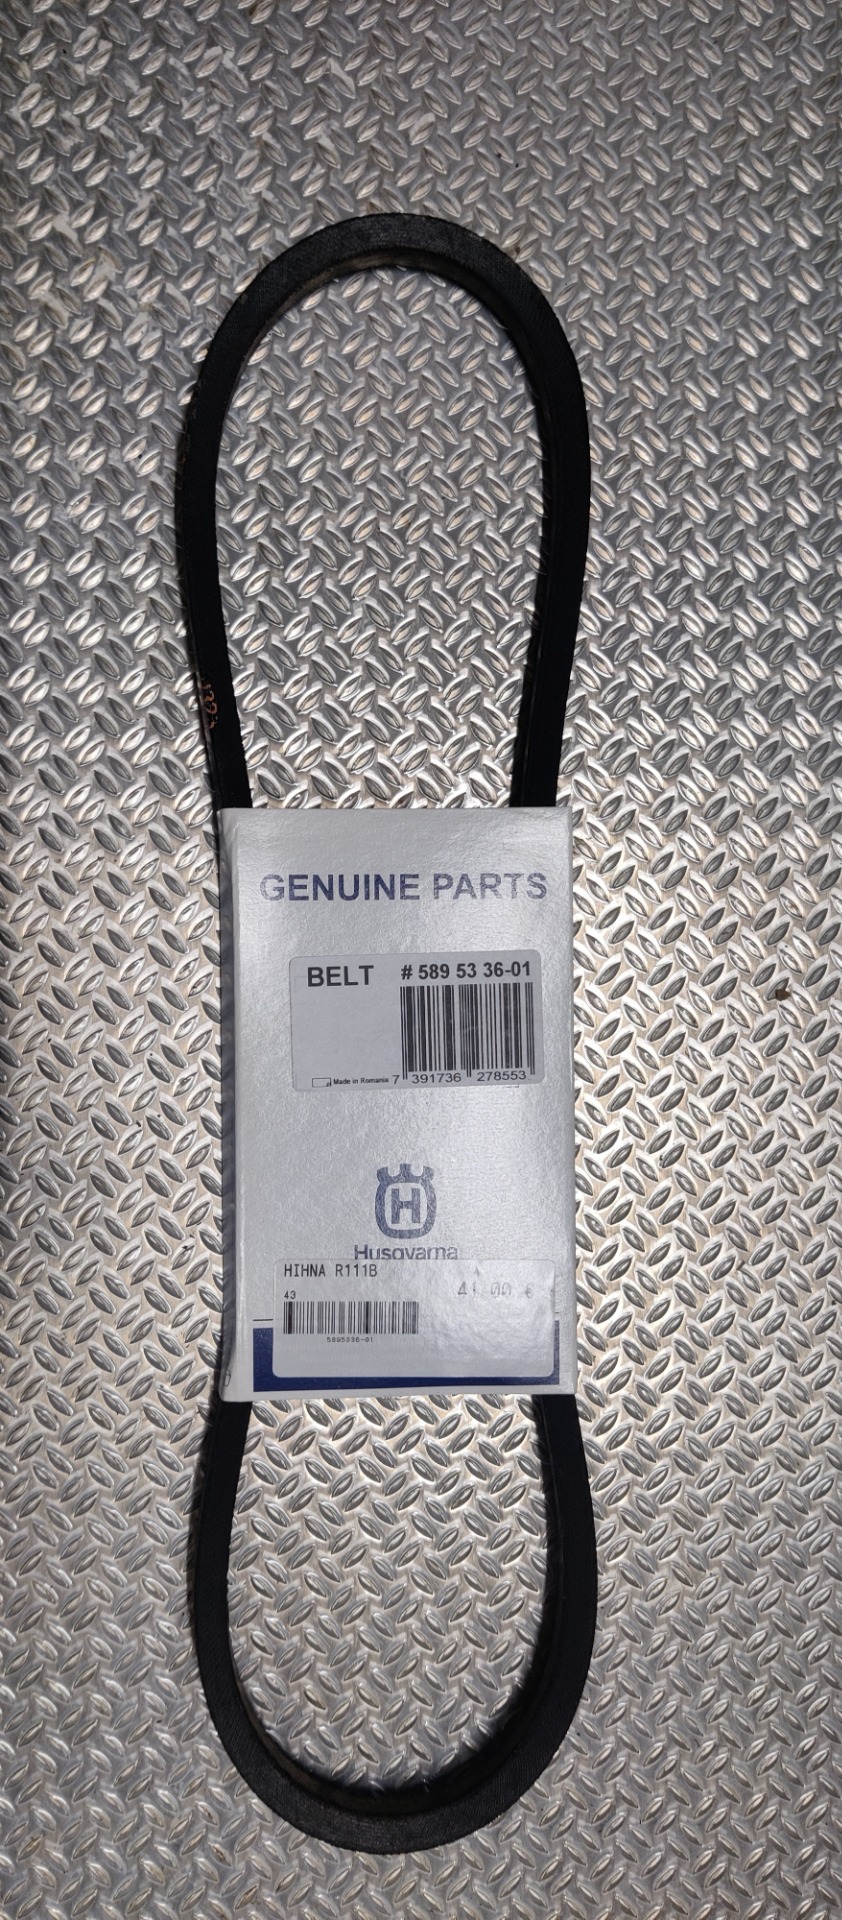 GENUINE PARTS
BELT # 589 53 36-01
Made in Romania 7 391736 278553
H
Husqvarna
HIHNA R111B
43
5895336-01